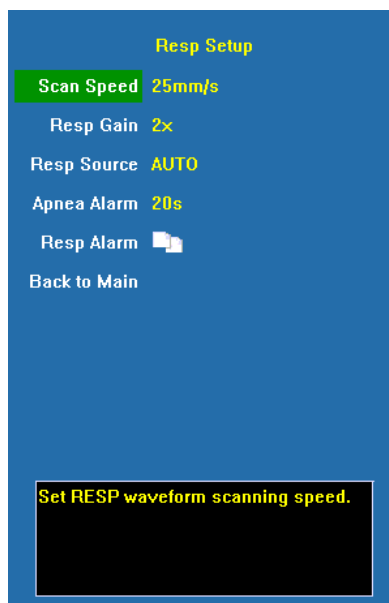 Resp Setup
Scan Speed 25mm/s
Resp Gain 2×
Resp Source AUTO
Apnea Alarm 20s
Resp Alarm
Back to Main
Set RESP waveform scanning speed.